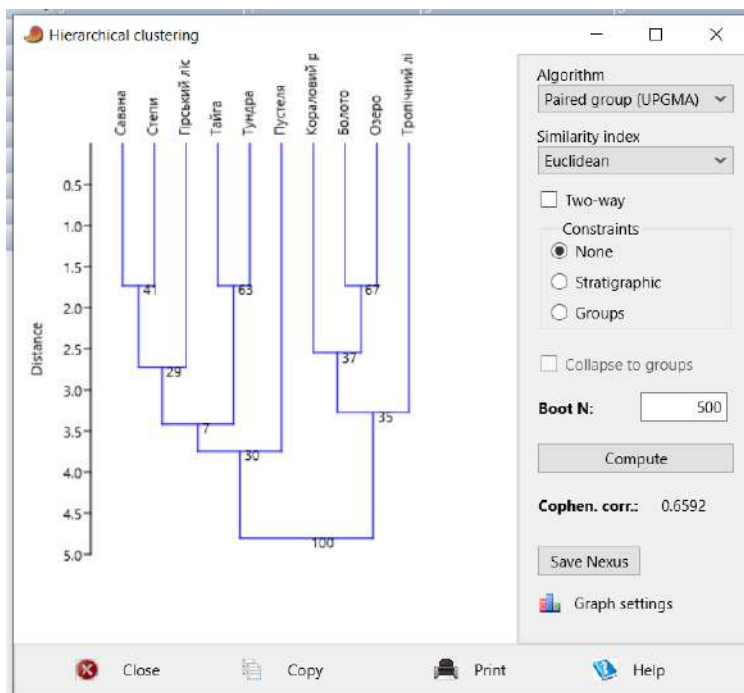 Hierarchical clustering
Савана
Степи
Гірський ліс
Тайга
Тундра
Пустеля
Кораловий р
Болото
Озеро
Тропічний лі
Distance
0.5
1.0
1.5
2.0
2.5
3.0
3.5
4.0
4.5
5.0
41
63
67
37
29
35
7
30
100
Algorithm
Paired group (UPGMA)
Similarity index
Euclidean
Two-way
Constraints
None
Stratigraphic
Groups
Collapse to groups
Boot N: 500
Compute
Cophen. corr.: 0.6592
Save Nexus
Graph settings
Close Copy Print Help